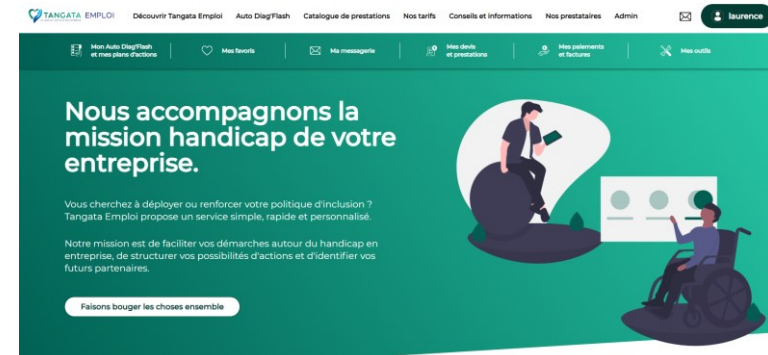 TANGATA EMPLOI
Découvrir Tangata Emploi Auto Diag'Flash Catalogue de prestations Nos tarifs Conseils et informations Nos prestataires Admin laurence
Mon Auto Diag'Flash
et mes plans d'actions
Mes favoris
Ma messagerie
Mes devis
et prestations
Mes paiements
et factures
Mes outils
Nous accompagnons la
mission handicap de votre
entreprise.
Vous cherchez à déployer ou renforcer votre politique d'inclusion ?
Tangata Emploi propose un service simple, rapide et personnalisé.
Notre mission est de faciliter vos démarches autour du handicap en
entreprise, de structurer vos possibilités d'actions et d'identifier vos
futurs partenaires.
Faisons bouger les choses ensemble